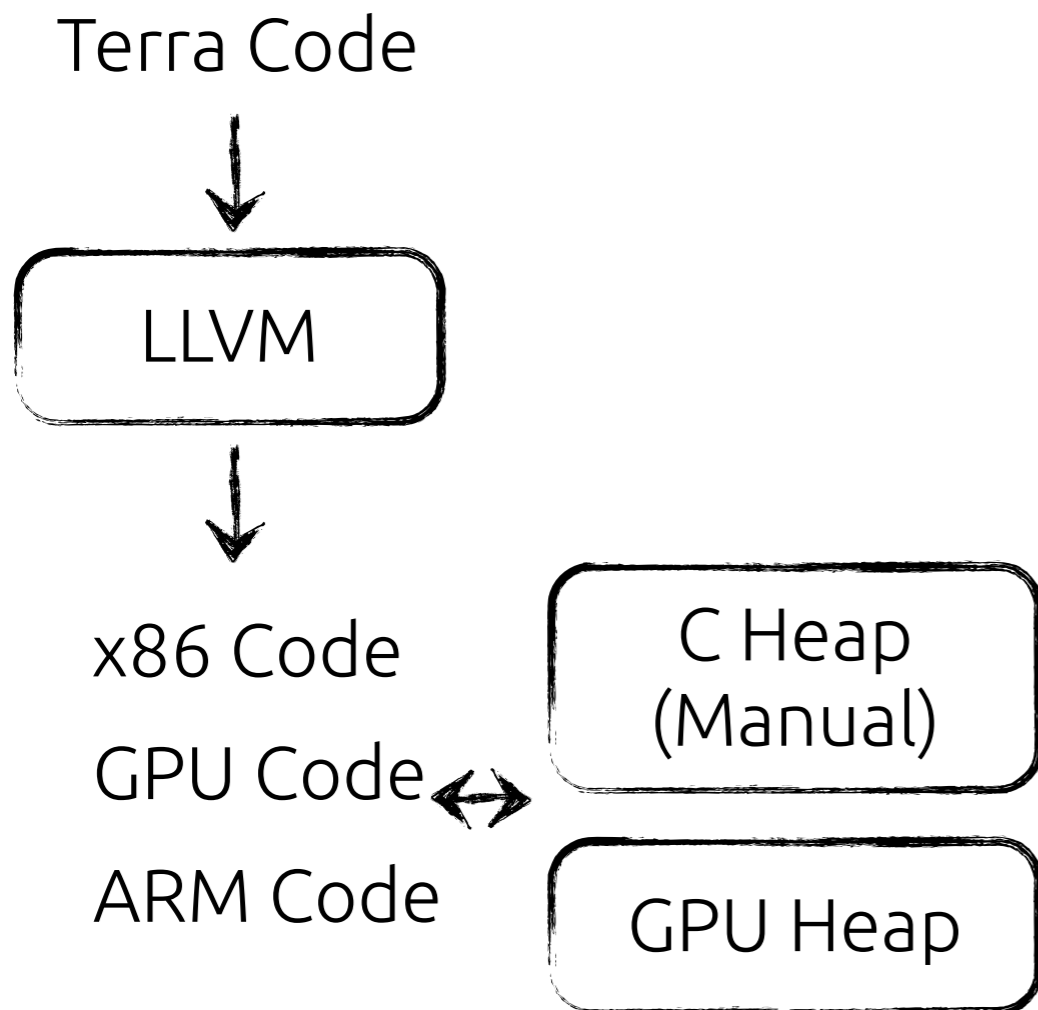 Terra Code
LLVM
x86 Code
GPU Code
ARM Code
C Heap
(Manual)
GPU Heap